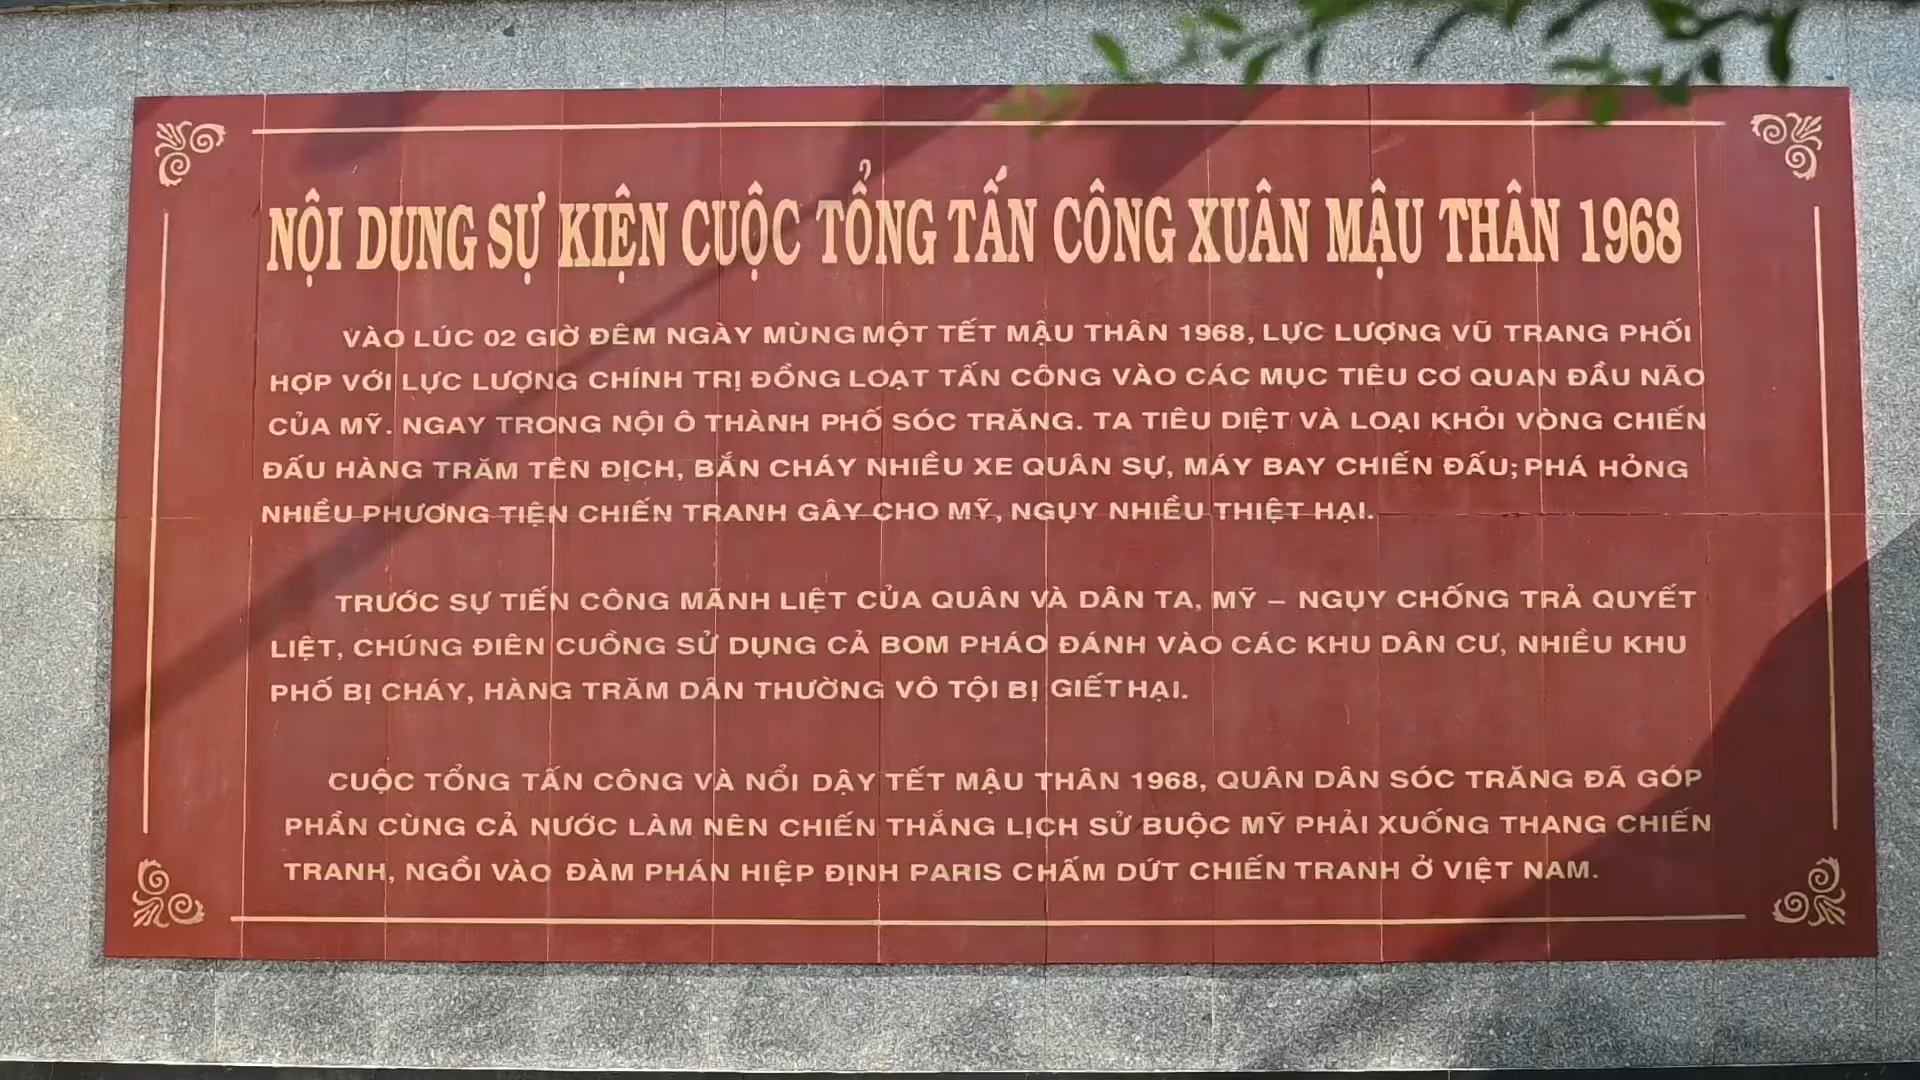 NỘI DUNG SỰ KIỆN CUỘC TỔNG TẤN CÔNG XUÂN MẬU THÂN 1968
VÀO LÚC 02 GIỜ ĐÊM NGÀY MÙNG MỘT TẾT MẬU THÂN 1968, LỰC LƯỢNG VŨ TRANG PHỐI
HỢP VỚI LỰC LƯỢNG CHÍNH TRỊ ĐỒNG LOẠT TẤN CÔNG VÀO CÁC MỤC TIÊU CƠ QUAN ĐẦU NÃO
CỦA MỸ. NGAY TRONG NỘI Ô THÀNH PHỐ SÓC TRĂNG. TA TIÊU DIỆT VÀ LOẠI KHỎI VÒNG CHIẾN
ĐẤU HÀNG TRĂM TÊN ĐỊCH, BẮN CHÁY NHIỀU XE QUÂN SỰ, MÁY BAY CHIẾN ĐẤU; PHÁ HỎNG
NHIỀU PHƯƠNG TIỆN CHIẾN TRANH GÂY CHO MỸ, NGỤY NHIỀU THIỆT HẠI.
TRƯỚC SỰ TIẾN CÔNG MÃNH LIỆT CỦA QUÂN VÀ DÂN TA, MỸ – NGỤY CHỐNG TRẢ QUYẾT
LIỆT, CHÚNG ĐIÊN CUỒNG SỬ DỤNG CẢ BOM PHÁO ĐÁNH VÀO CÁC KHU DÂN CƯ, NHIỀU KHU
PHỐ BỊ CHÁY, HÀNG TRĂM DÂN THƯỜNG VÔ TỘI BỊ GIẾT HẠI.
CUỘC TỔNG TẤN CÔNG VÀ NỔI DẬY TẾT MẬU THÂN 1968, QUÂN DÂN SÓC TRĂNG ĐÃ GÓP
PHẦN CÙNG CẢ NƯỚC LÀM NÊN CHIẾN THẮNG LỊCH SỬ BUỘC MỸ PHẢI XUỐNG THANG CHIẾN
TRANH, NGỒI VÀO ĐÀM PHÁN HIỆP ĐỊNH PARIS CHẤM DỨT CHIẾN TRANH Ở VIỆT NAM.